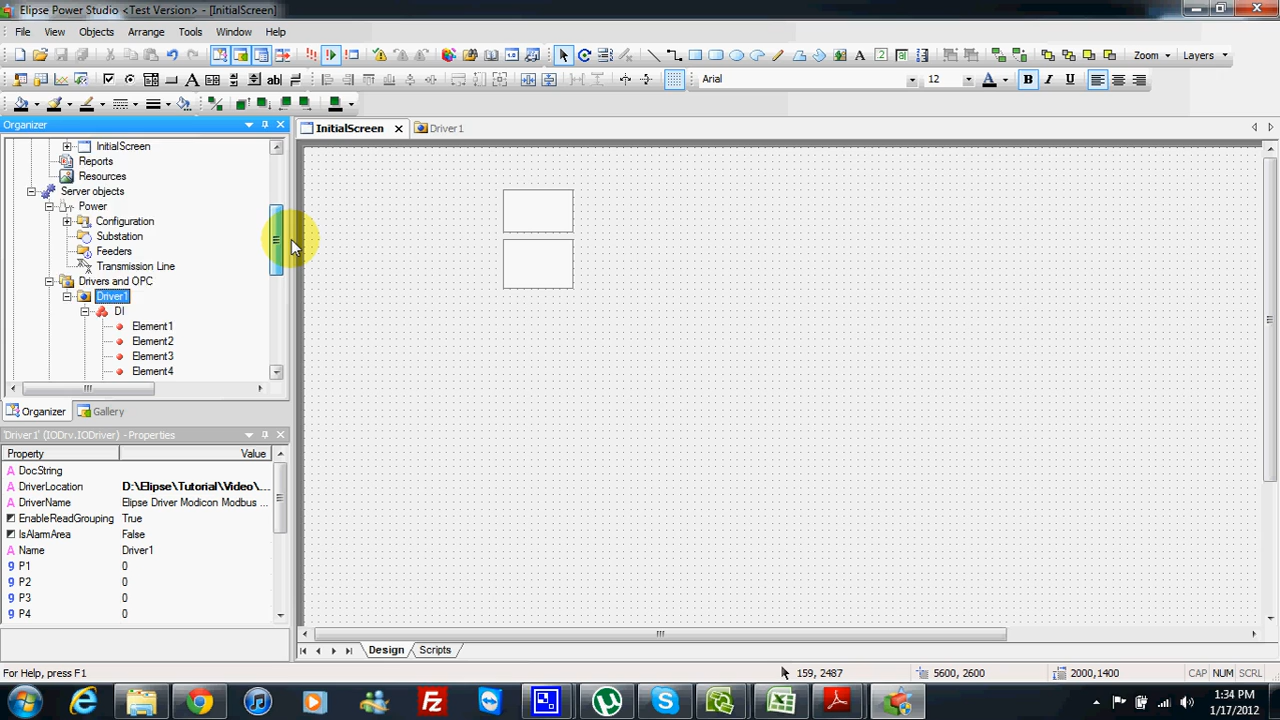 Elipse Power Studio <Test Version> - [InitialScreen]
File View Objects Arrange Tools Window Help
Zoom Layers
Arial 12 A B I U
Organizer
InitialScreen Driver1
InitialScreen
Reports
Resources
Server objects
Power
Configuration
Substation
Feeders
Transmission Line
Drivers and OPC
Driver1
DI
Element1
Element2
Element3
Element4
Organizer Gallery
'Driver1' (IODrv.IODriver) - Properties
Property Value
DocString
DriverLocation D:\Elipse\Tutorial\Video\...
DriverName Elipse Driver Modicon Modbus ...
EnableReadGrouping True
IsAlarmArea False
Name Driver1
P1 0
P2 0
P3 0
P4 0
Design Scripts
For Help, press F1 159, 2487 5600, 2600 2000,1400 CAP NUM SCRL
1:34 PM
1/17/2012